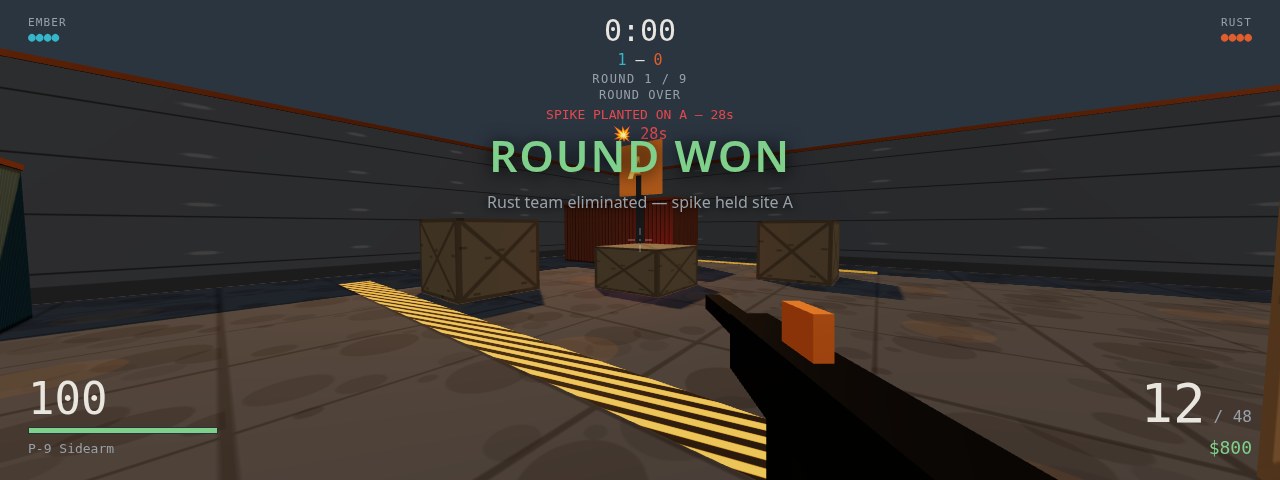 EMBER
RUST
0:00
1 — 0
ROUND 1 / 9
ROUND OVER
SPIKE PLANTED ON A — 28s
💥 28s
ROUND WON
Rust team eliminated — spike held site A
100
P-9 Sidearm
12 / 48
$800